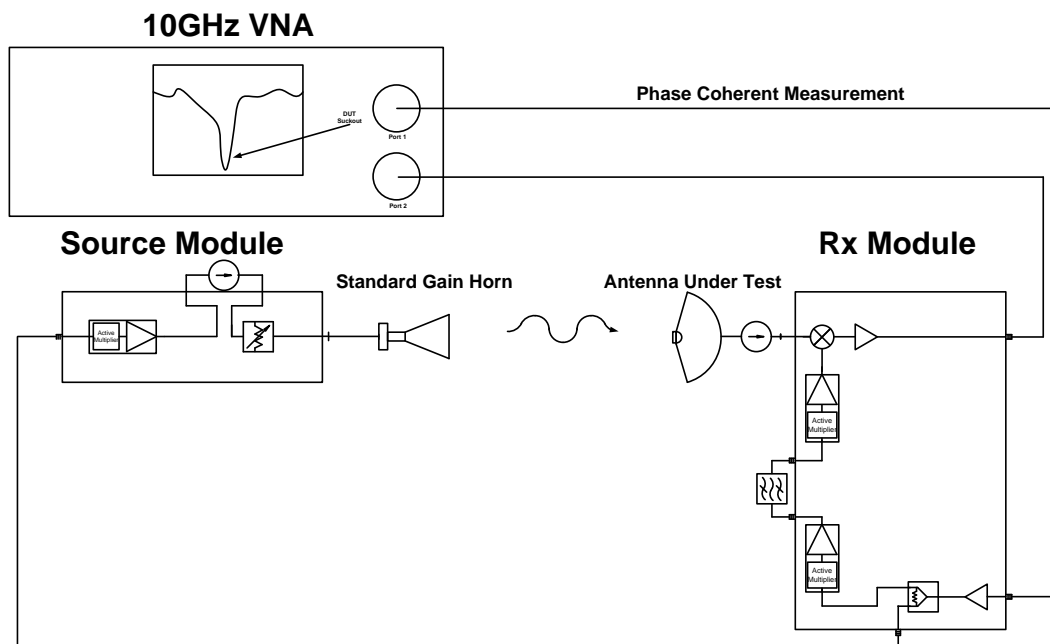 10GHz VNA
Phase Coherent Measurement
DUT
Suckout
Port 1
Port 2
Source Module
Rx Module
Standard Gain Horn
Antenna Under Test
Active
Multiplier
Active
Multiplier
Active
Multiplier